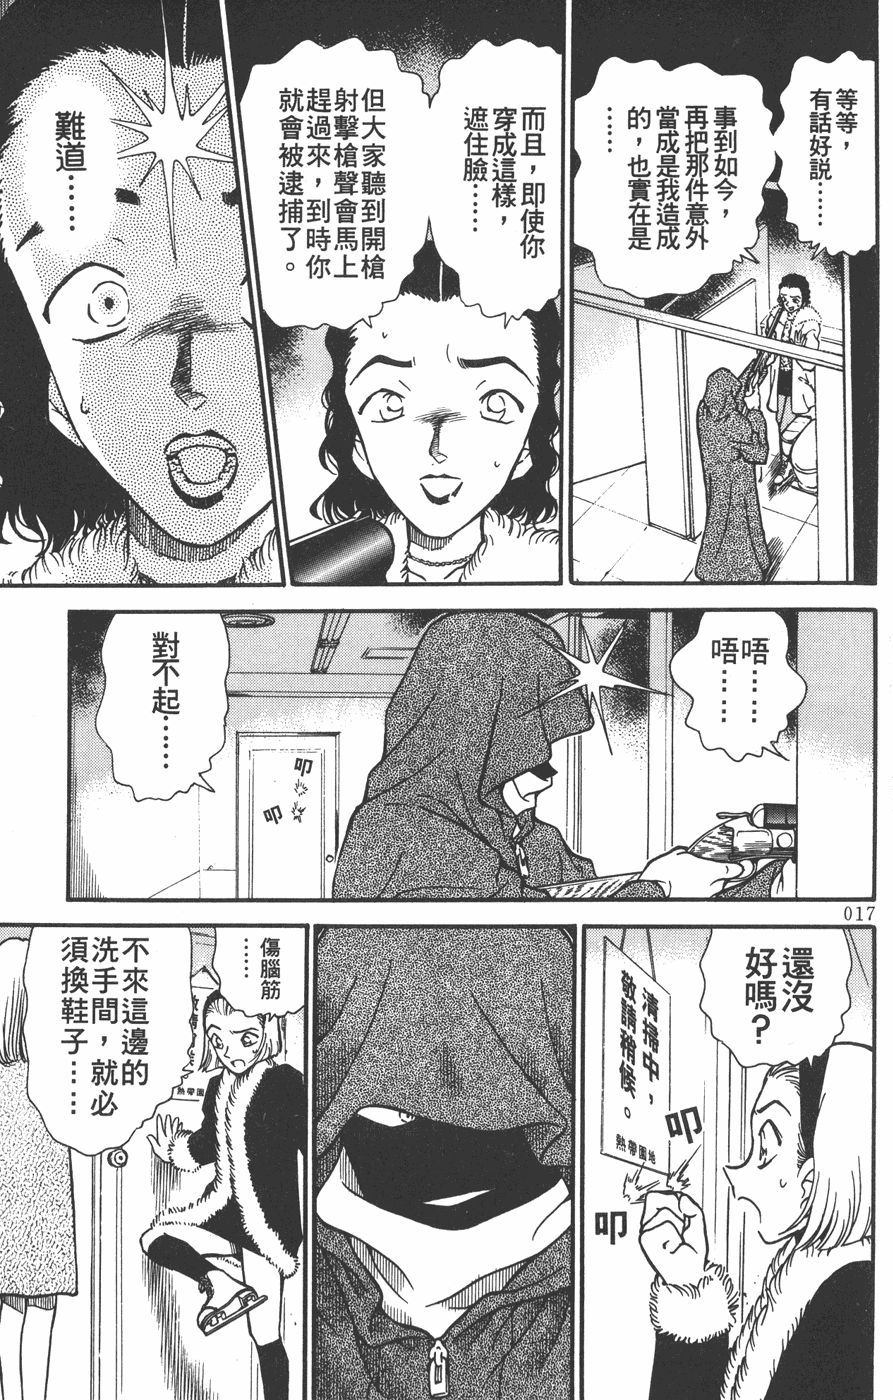 等等，
有話好說……
事到如今，
再把那件意外
當成是我造成
的，也實在是
……
而且，即使你
穿成這樣，
遮住臉……
但大家聽到開槍
射擊槍聲會馬上
趕過來，到時你
就會被逮捕了。
難道……
唔……
唔……
叩
叩
對不起……
017
還沒
好嗎？
清掃中，
敬請稍候。
熱帶園地
叩
叩
傷腦筋
……
熱帶園
不來這邊的
洗手間，就必
須換鞋子……